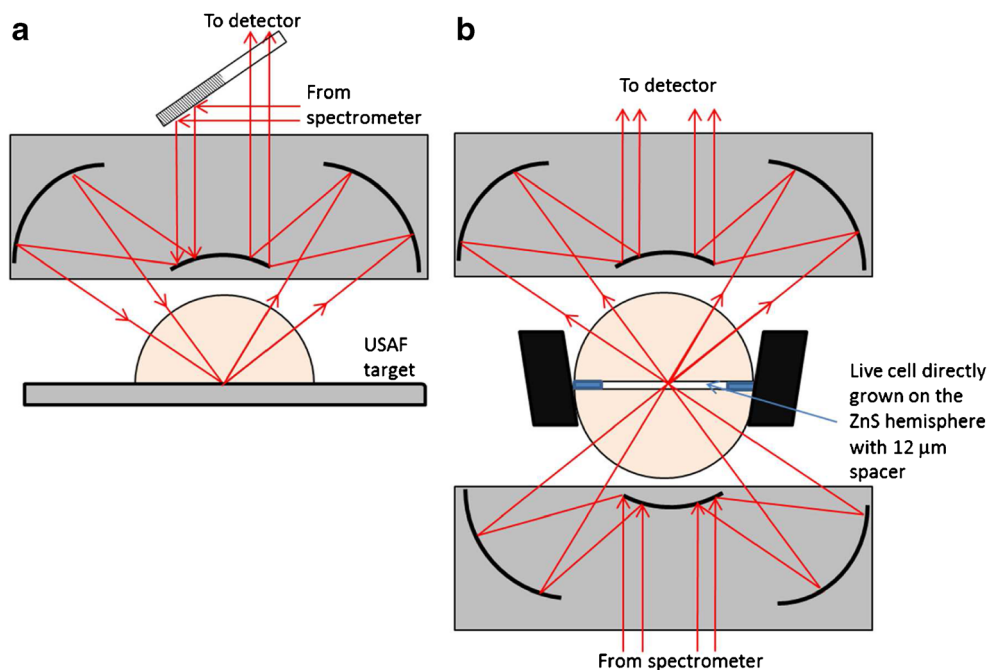 a
To detector
From
spectrometer
USAF
target
b
To detector
Live cell directly
grown on the
ZnS hemisphere
with 12 μm
spacer
From spectrometer